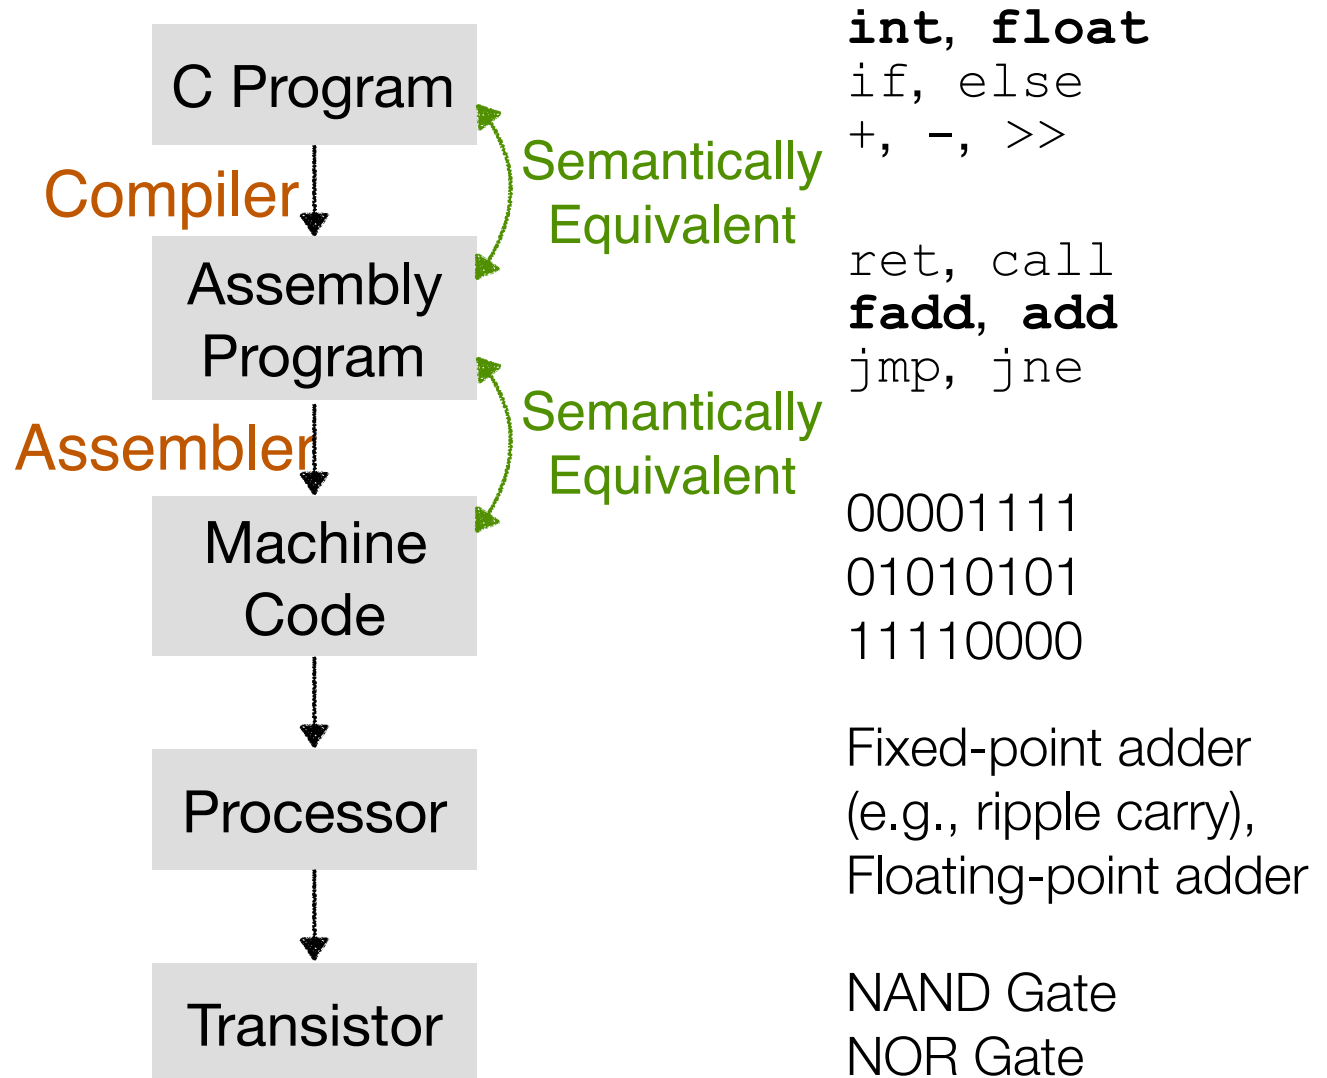 int, float
C Program
if, else
+, -, >>
Semantically
Equivalent
Compiler
ret, call
Assembly
Program
fadd, add
jmp, jne
Semantically
Equivalent
Assembler
00001111
Machine
Code
01010101
11110000
Fixed-point adder
Processor
(e.g., ripple carry),
Floating-point adder
NAND Gate
Transistor
NOR Gate